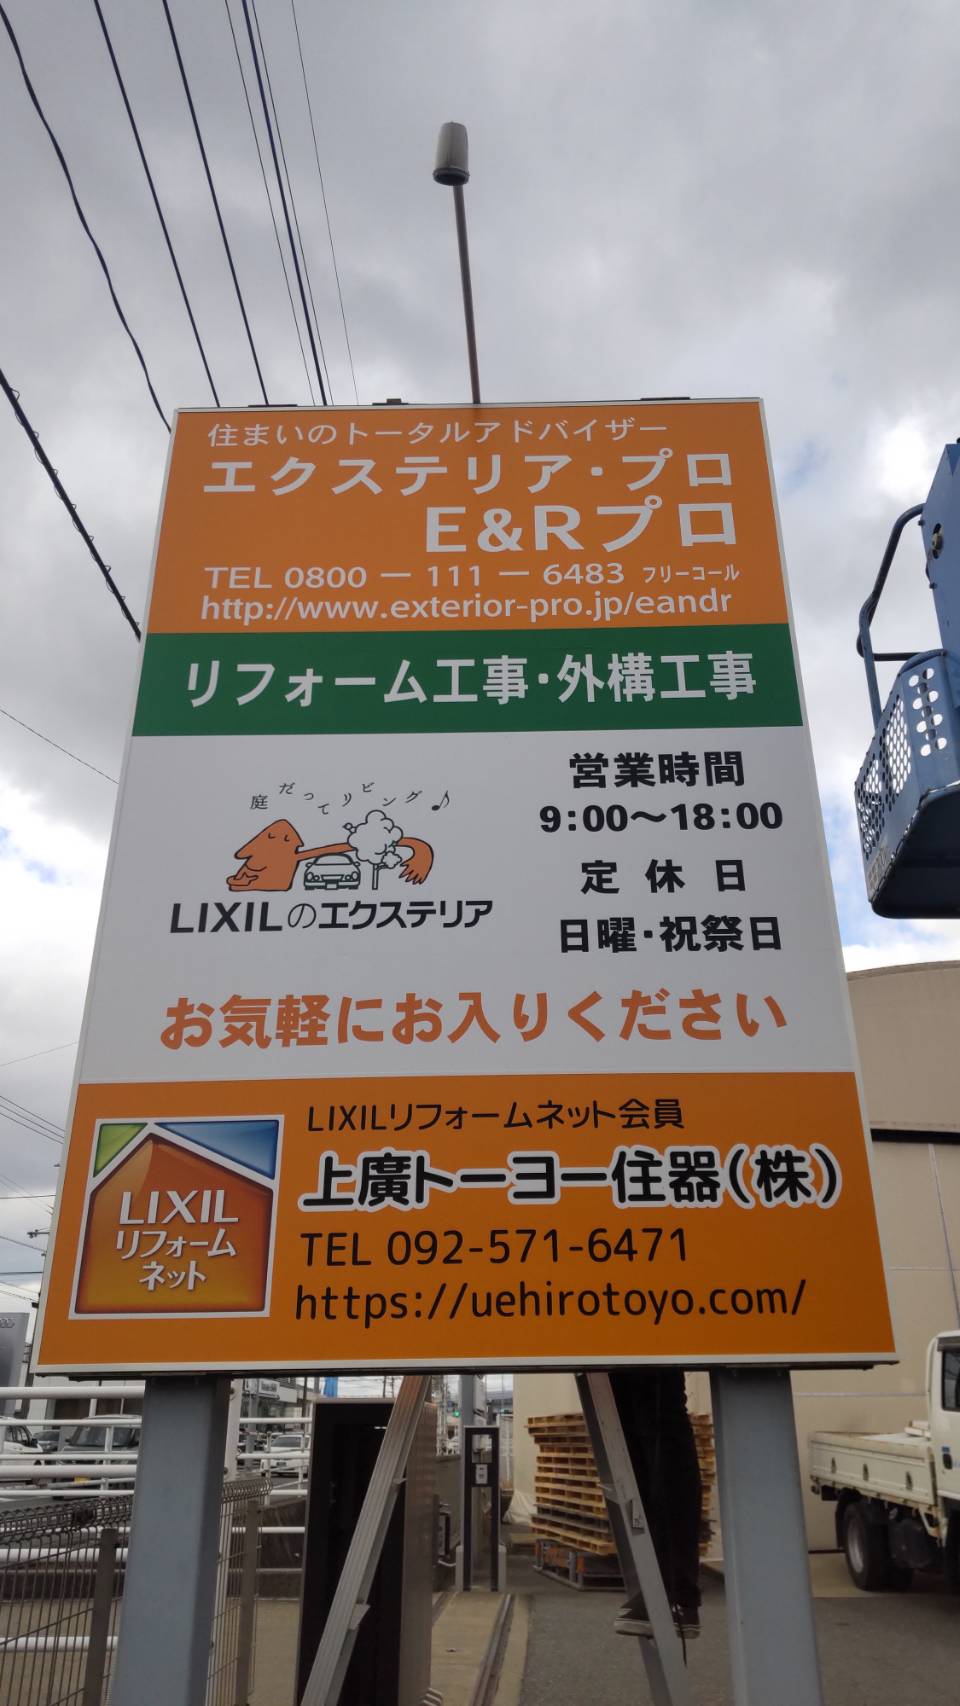 住まいのトータルアドバイザー
エクステリア・プロ
E&Rプロ
TEL 0800 ー 111 ー 6483 フリーコール
http://www.exterior-pro.jp/eandr
リフォーム工事・外構工事
庭だってリビング♪
LIXILのエクステリア
営業時間
9:00〜18:00
定休日
日曜・祝祭日
お気軽にお入りください
LIXIL
リフォーム
ネット
LIXILリフォームネット会員
上廣トーヨー住器(株)
TEL 092-571-6471
https://uehirotoyo.com/